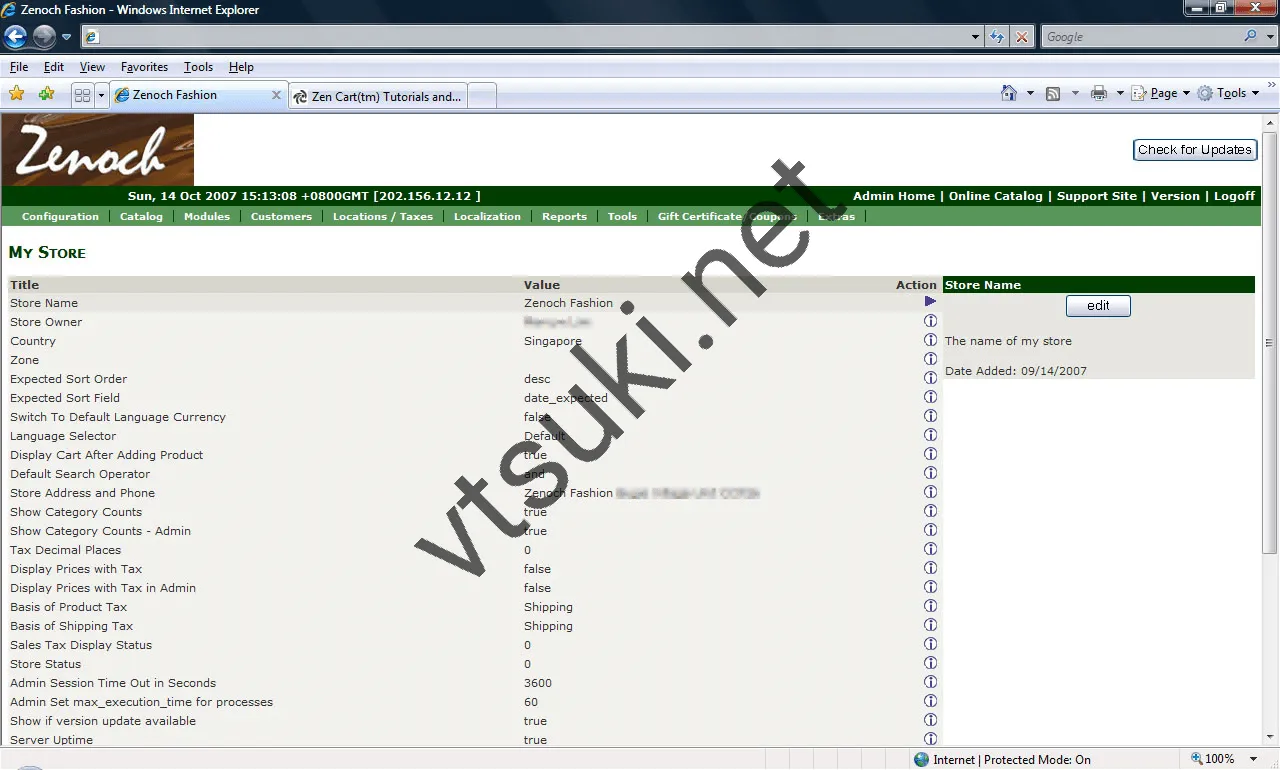 Zenoch Fashion - Windows Internet Explorer
Google
File Edit View Favorites Tools Help
Zenoch Fashion
Zen Cart(tm) Tutorials and...
Page Tools
Zenoch
Check for Updates
Sun, 14 Oct 2007 15:13:08 +0800GMT [202.156.12.12 ]
Admin Home | Online Catalog | Support Site | Version | Logoff
Configuration | Catalog | Modules | Customers | Locations / Taxes | Localization | Reports | Tools | Gift Certificate/Coupons | Extras |
My Store
Title Value Action
Store Name
Store Name Zenoch Fashion
edit
Store Owner
Country Singapore
The name of my store
Zone
Date Added: 09/14/2007
Expected Sort Order desc
Expected Sort Field date_expected
Switch To Default Language Currency false
Language Selector Default
Display Cart After Adding Product true
Default Search Operator and
Store Address and Phone Zenoch Fashion
Show Category Counts true
Show Category Counts - Admin true
Tax Decimal Places 0
Display Prices with Tax false
Display Prices with Tax in Admin false
Basis of Product Tax Shipping
Basis of Shipping Tax Shipping
Sales Tax Display Status 0
Store Status 0
Admin Session Time Out in Seconds 3600
Admin Set max_execution_time for processes 60
Show if version update available true
Server Uptime true
vtsuki.net
Internet | Protected Mode: On
100%